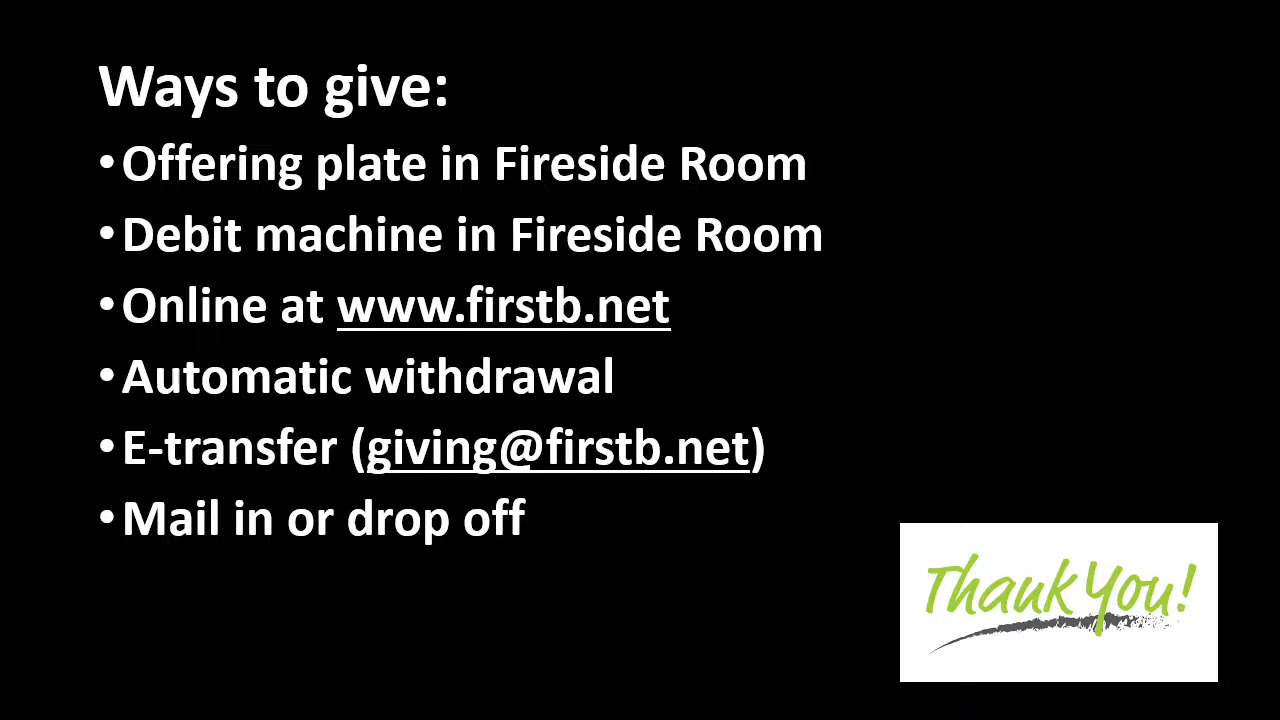 Ways to give:
•Offering plate in Fireside Room
•Debit machine in Fireside Room
•Online at www.firstb.net
•Automatic withdrawal
•E-transfer (giving@firstb.net)
•Mail in or drop off
Thank You!